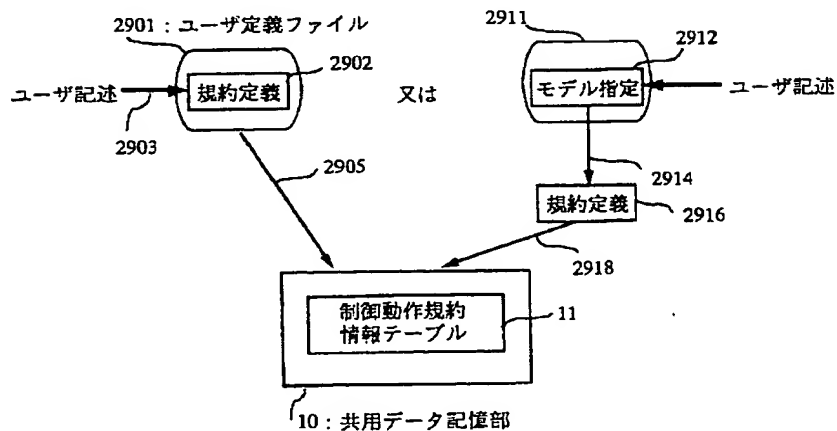 2901：ユーザ定義ファイル
2911
2902
2912
ユーザ記述
規約定義
又は
モデル指定
ユーザ記述
2903
2905
2914
規約定義
2916
2918
制御動作規約
情報テーブル
11
10：共用データ記憶部